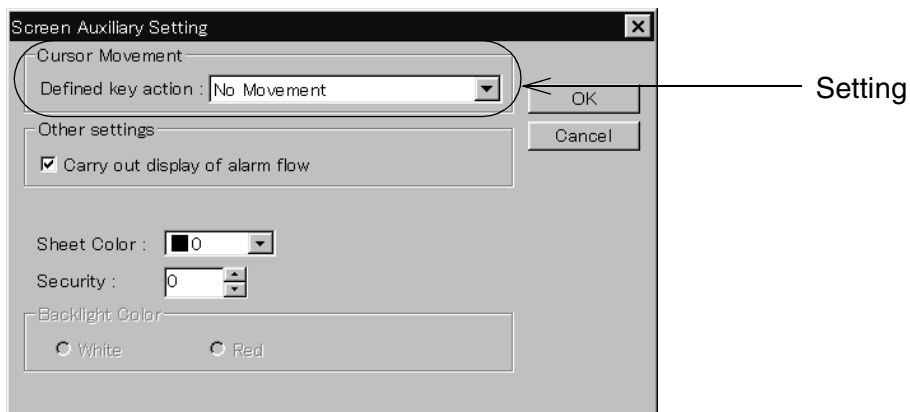 Screen Auxiliary Setting
Cursor Movement
Defined key action : No Movement
Setting
OK
Other settings
Cancel
Carry out display of alarm flow
Sheet Color : 0
Security : 0
Backlight Color
White Red